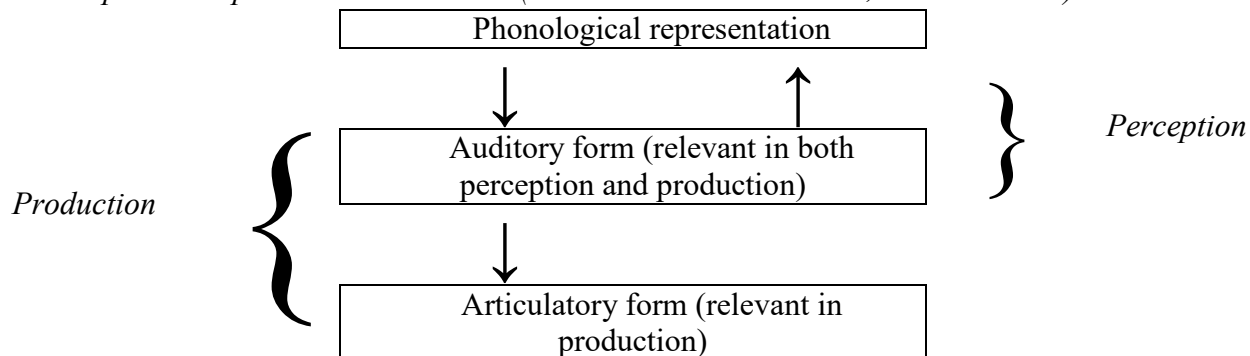 Phonological representation
Perception
Auditory form (relevant in both
perception and production)
Production
Articulatory form (relevant in
production)